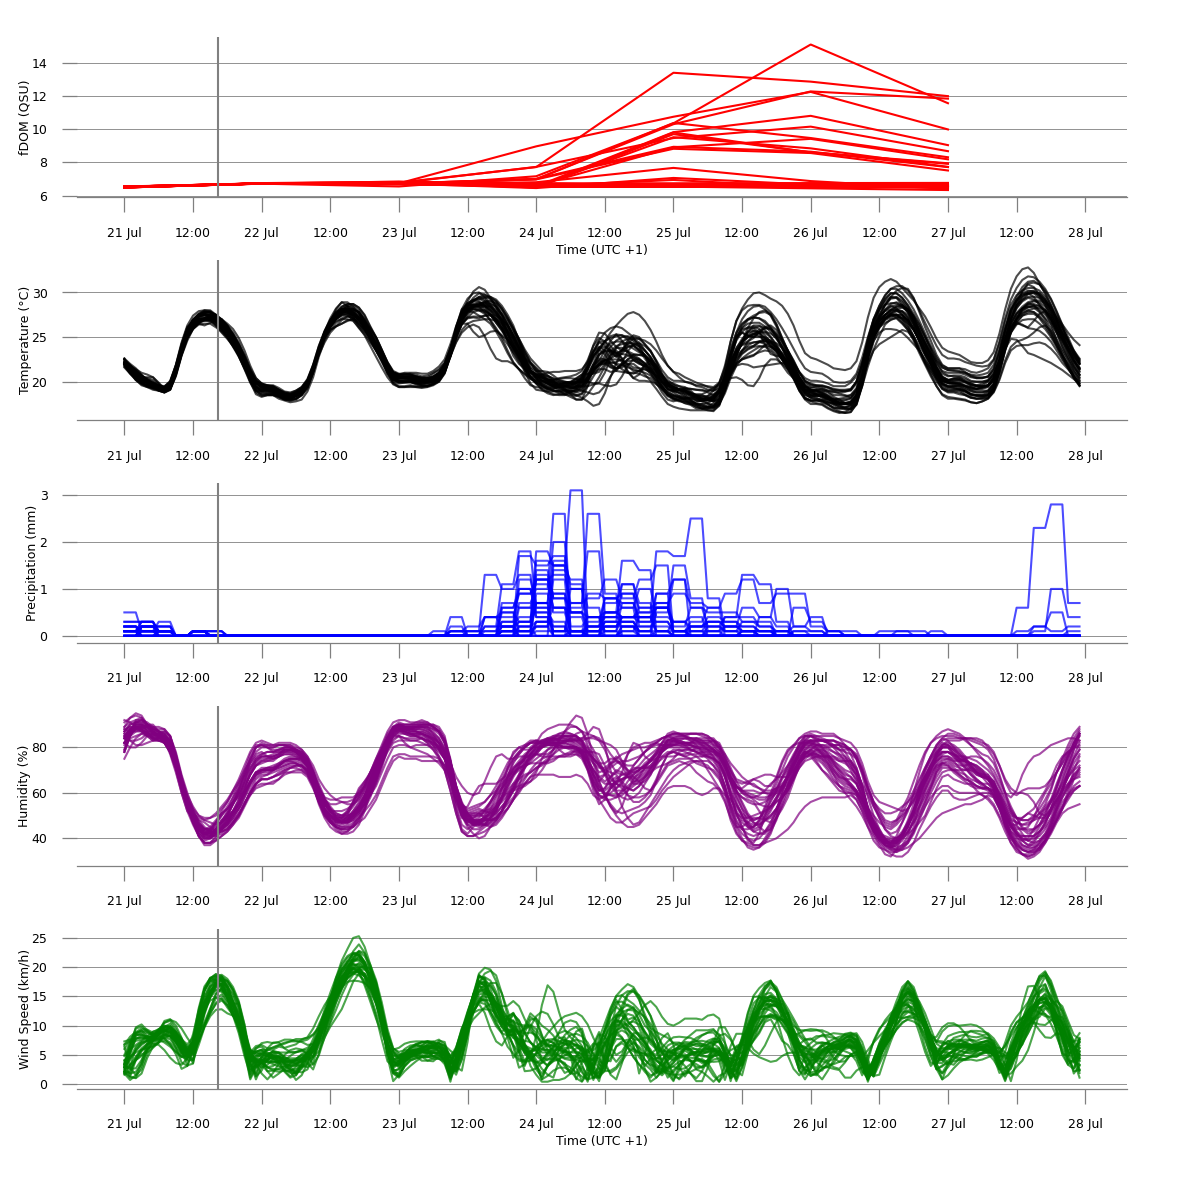 fDOM (QSU)
14
12
10
8
6
21 Jul 12:00 22 Jul 12:00 23 Jul 12:00 24 Jul 12:00 25 Jul 12:00 26 Jul 12:00 27 Jul 12:00 28 Jul
Time (UTC +1)
Temperature (°C)
30
25
20
21 Jul 12:00 22 Jul 12:00 23 Jul 12:00 24 Jul 12:00 25 Jul 12:00 26 Jul 12:00 27 Jul 12:00 28 Jul
Precipitation (mm)
3
2
1
0
21 Jul 12:00 22 Jul 12:00 23 Jul 12:00 24 Jul 12:00 25 Jul 12:00 26 Jul 12:00 27 Jul 12:00 28 Jul
Humidity (%)
80
60
40
21 Jul 12:00 22 Jul 12:00 23 Jul 12:00 24 Jul 12:00 25 Jul 12:00 26 Jul 12:00 27 Jul 12:00 28 Jul
Wind Speed (km/h)
25
20
15
10
5
0
21 Jul 12:00 22 Jul 12:00 23 Jul 12:00 24 Jul 12:00 25 Jul 12:00 26 Jul 12:00 27 Jul 12:00 28 Jul
Time (UTC +1)